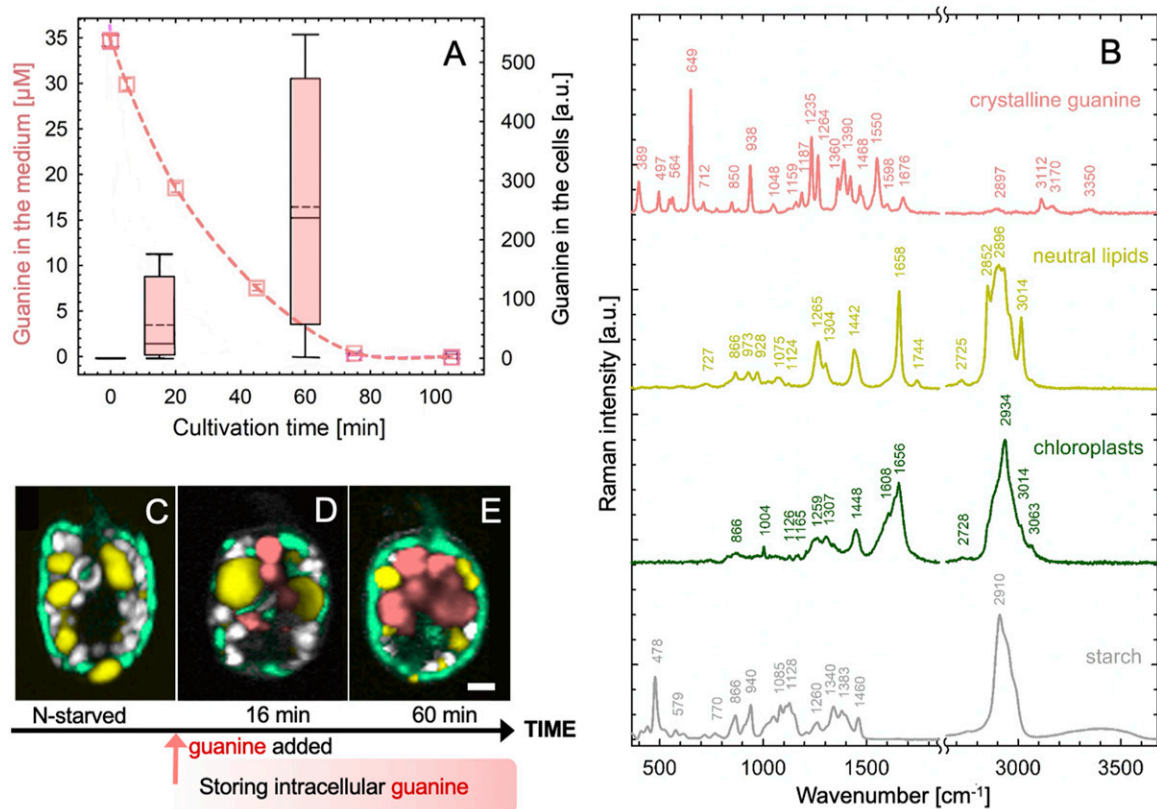 A
Guanine in the medium [µM]
35
30
25
20
15
10
5
0
500
400
300
200
100
0
Guanine in the cells [a.u.]
0 20 40 60 80 100
Cultivation time [min]
C D E
N-starved 16 min 60 min
TIME
guanine added
Storing intracellular guanine
B
Raman intensity [a.u.]
crystalline guanine
389 497 564 649 712 850 938 1048 1159 1187 1235 1264 1360 1390 1468 1550 1598 1676 2897 3112 3170 3350
neutral lipids
727 866 973 928 1075 1124 1265 1304 1442 1658 1744 2725 2852 2896 3014
chloroplasts
866 1004 1126 1165 1259 1307 1448 1608 1656 2728 2934 3014 3063
starch
478 579 770 866 940 1085 1128 1260 1340 1383 1460 2910
500 1000 1500 3000 3500
Wavenumber [cm⁻¹]